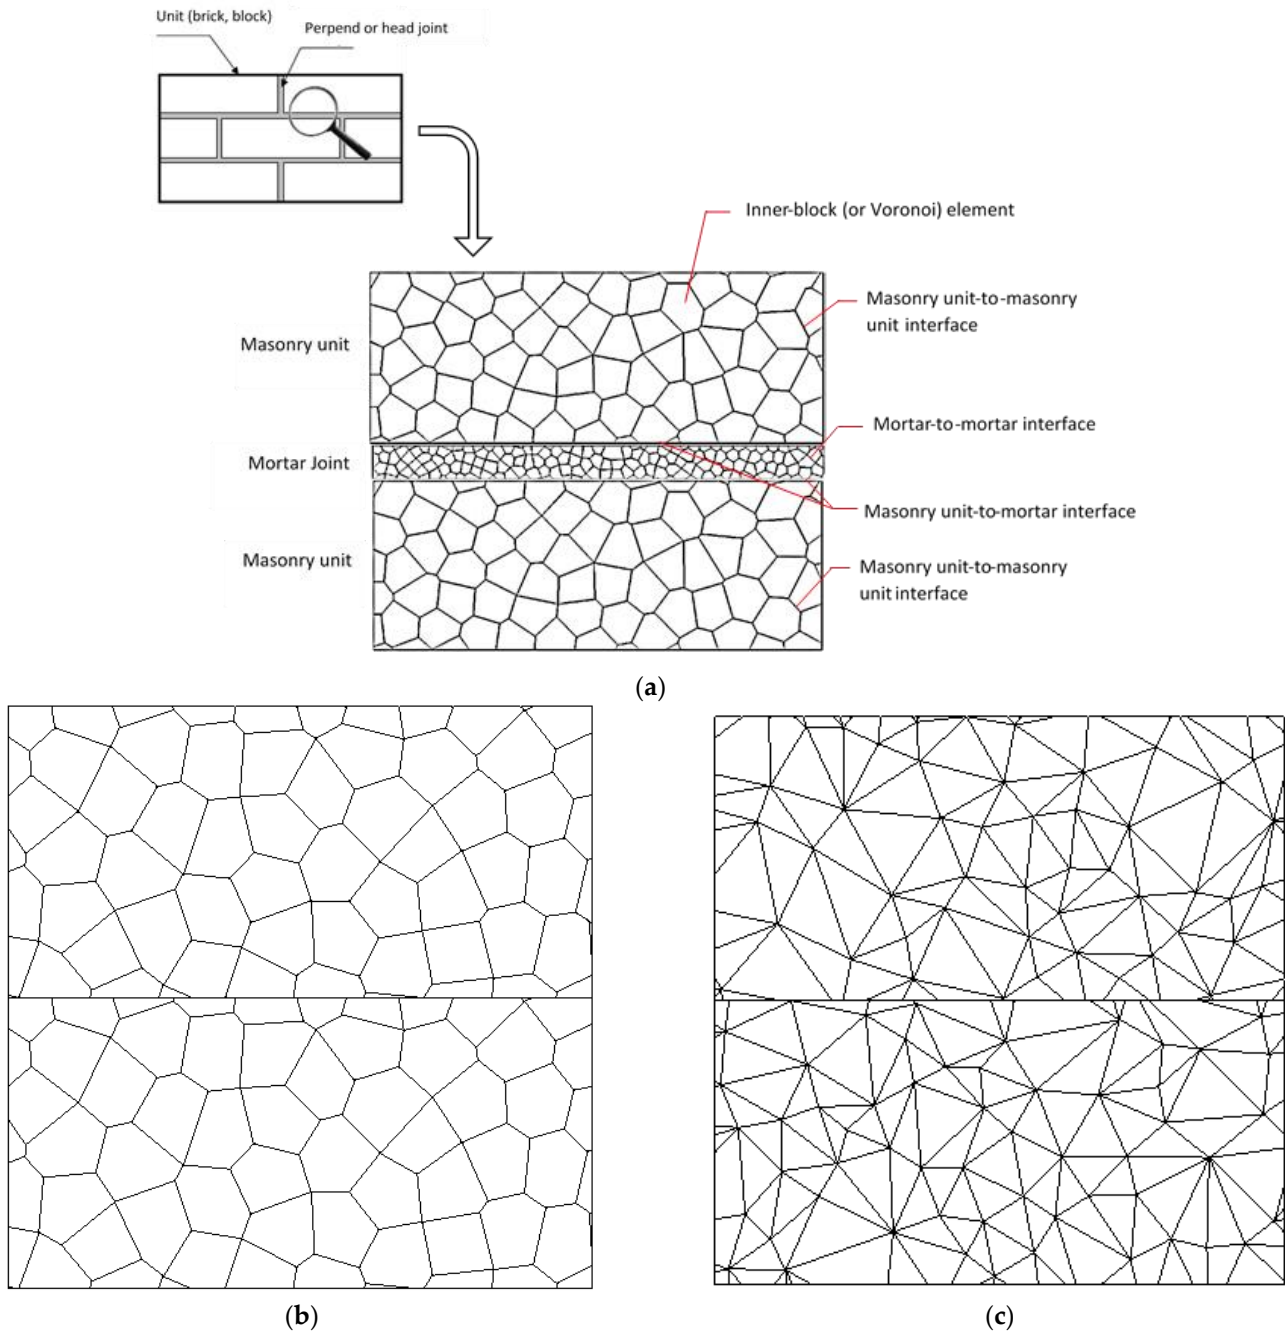 Unit (brick, block)
Perpend or head joint
Inner-block (or Voronoi) element
Masonry unit-to-masonry
unit interface
Masonry unit
Mortar-to-mortar interface
Mortar Joint
Masonry unit-to-mortar interface
Masonry unit
Masonry unit-to-masonry
unit interface
(a)
(b)
(c)